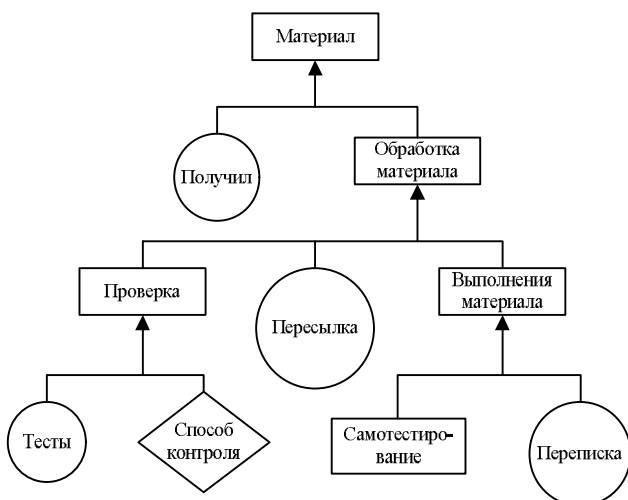 Материал
Получил
Обработка
материала
Проверка
Пересылка
Выполнения
материала
Тесты
Способ
контроля
Самотестиро-
вание
Переписка